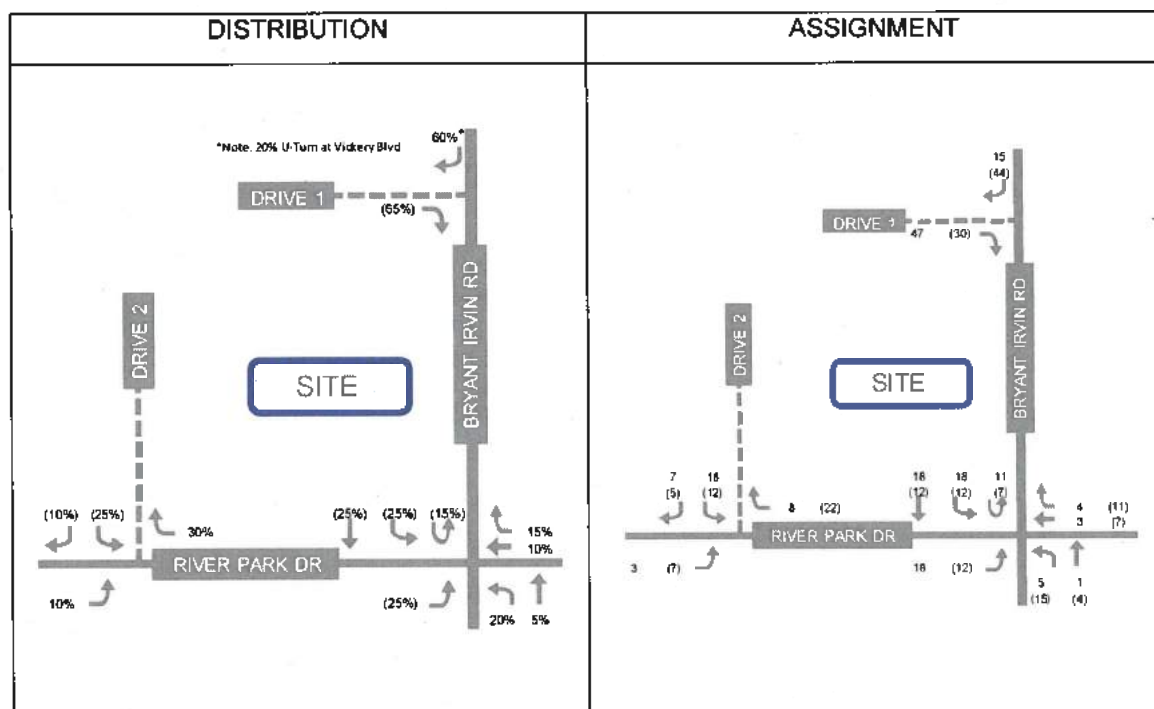 DISTRIBUTION
ASSIGNMENT
*Note. 20% U-Turn at Vickery Blvd
60%*
DRIVE 1
(65%)
BRYANT IRVIN RD
DRIVE 2
SITE
(10%) (25%)
30%
(25%) (25%) (15%)
15%
10%
RIVER PARK DR
10%
(25%)
20% 5%
15
(44)
DRIVE 1
47 (30)
BRYANT IRVIN RD
DRIVE 2
SITE
7 18 18 18 11
(5) (12) (12) (12) (7)
8 (22)
4 (11)
3 (7)
RIVER PARK DR
3 (7)
18 (12)
5 1
(15) (4)